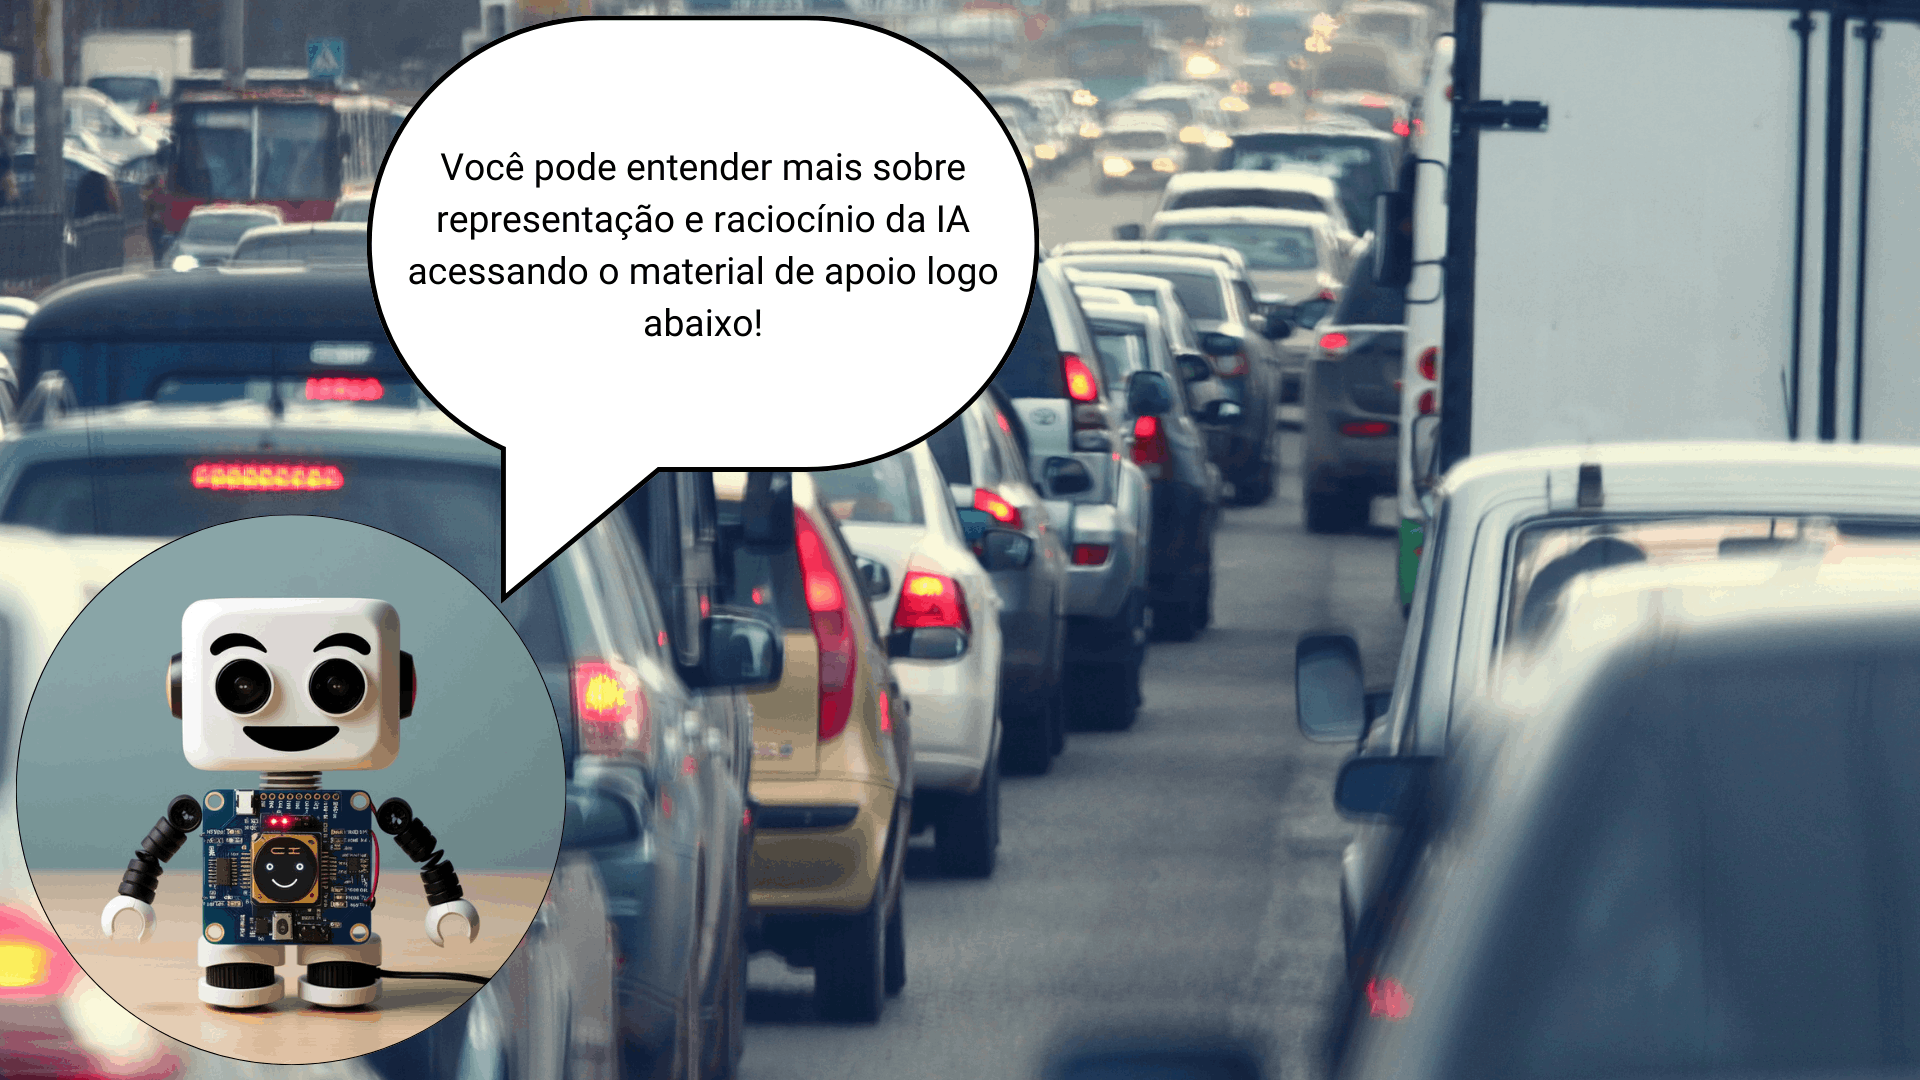 Você pode entender mais sobre
representação e raciocínio da IA
acessando o material de apoio logo
abaixo!